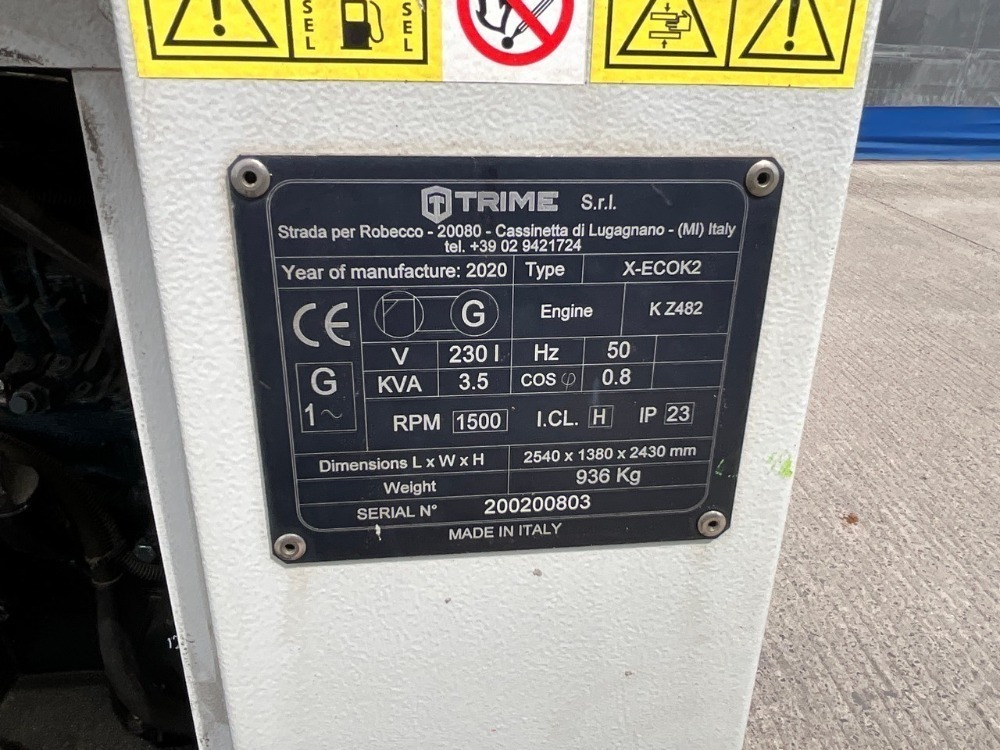 SEL
SEL
TRIME S.r.l.
Strada per Robecco - 20080 - Cassinetta di Lugagnano - (MI) Italy
tel. +39 02 9421724
Year of manufacture: 2020 Type X-ECOK2
CE G Engine K Z482
V 230 I Hz 50
G KVA 3.5 COS φ 0.8
1~ RPM 1500 I.CL. H IP 23
Dimensions L x W x H 2540 x 1380 x 2430 mm
Weight 936 Kg
SERIAL N° 200200803
MADE IN ITALY